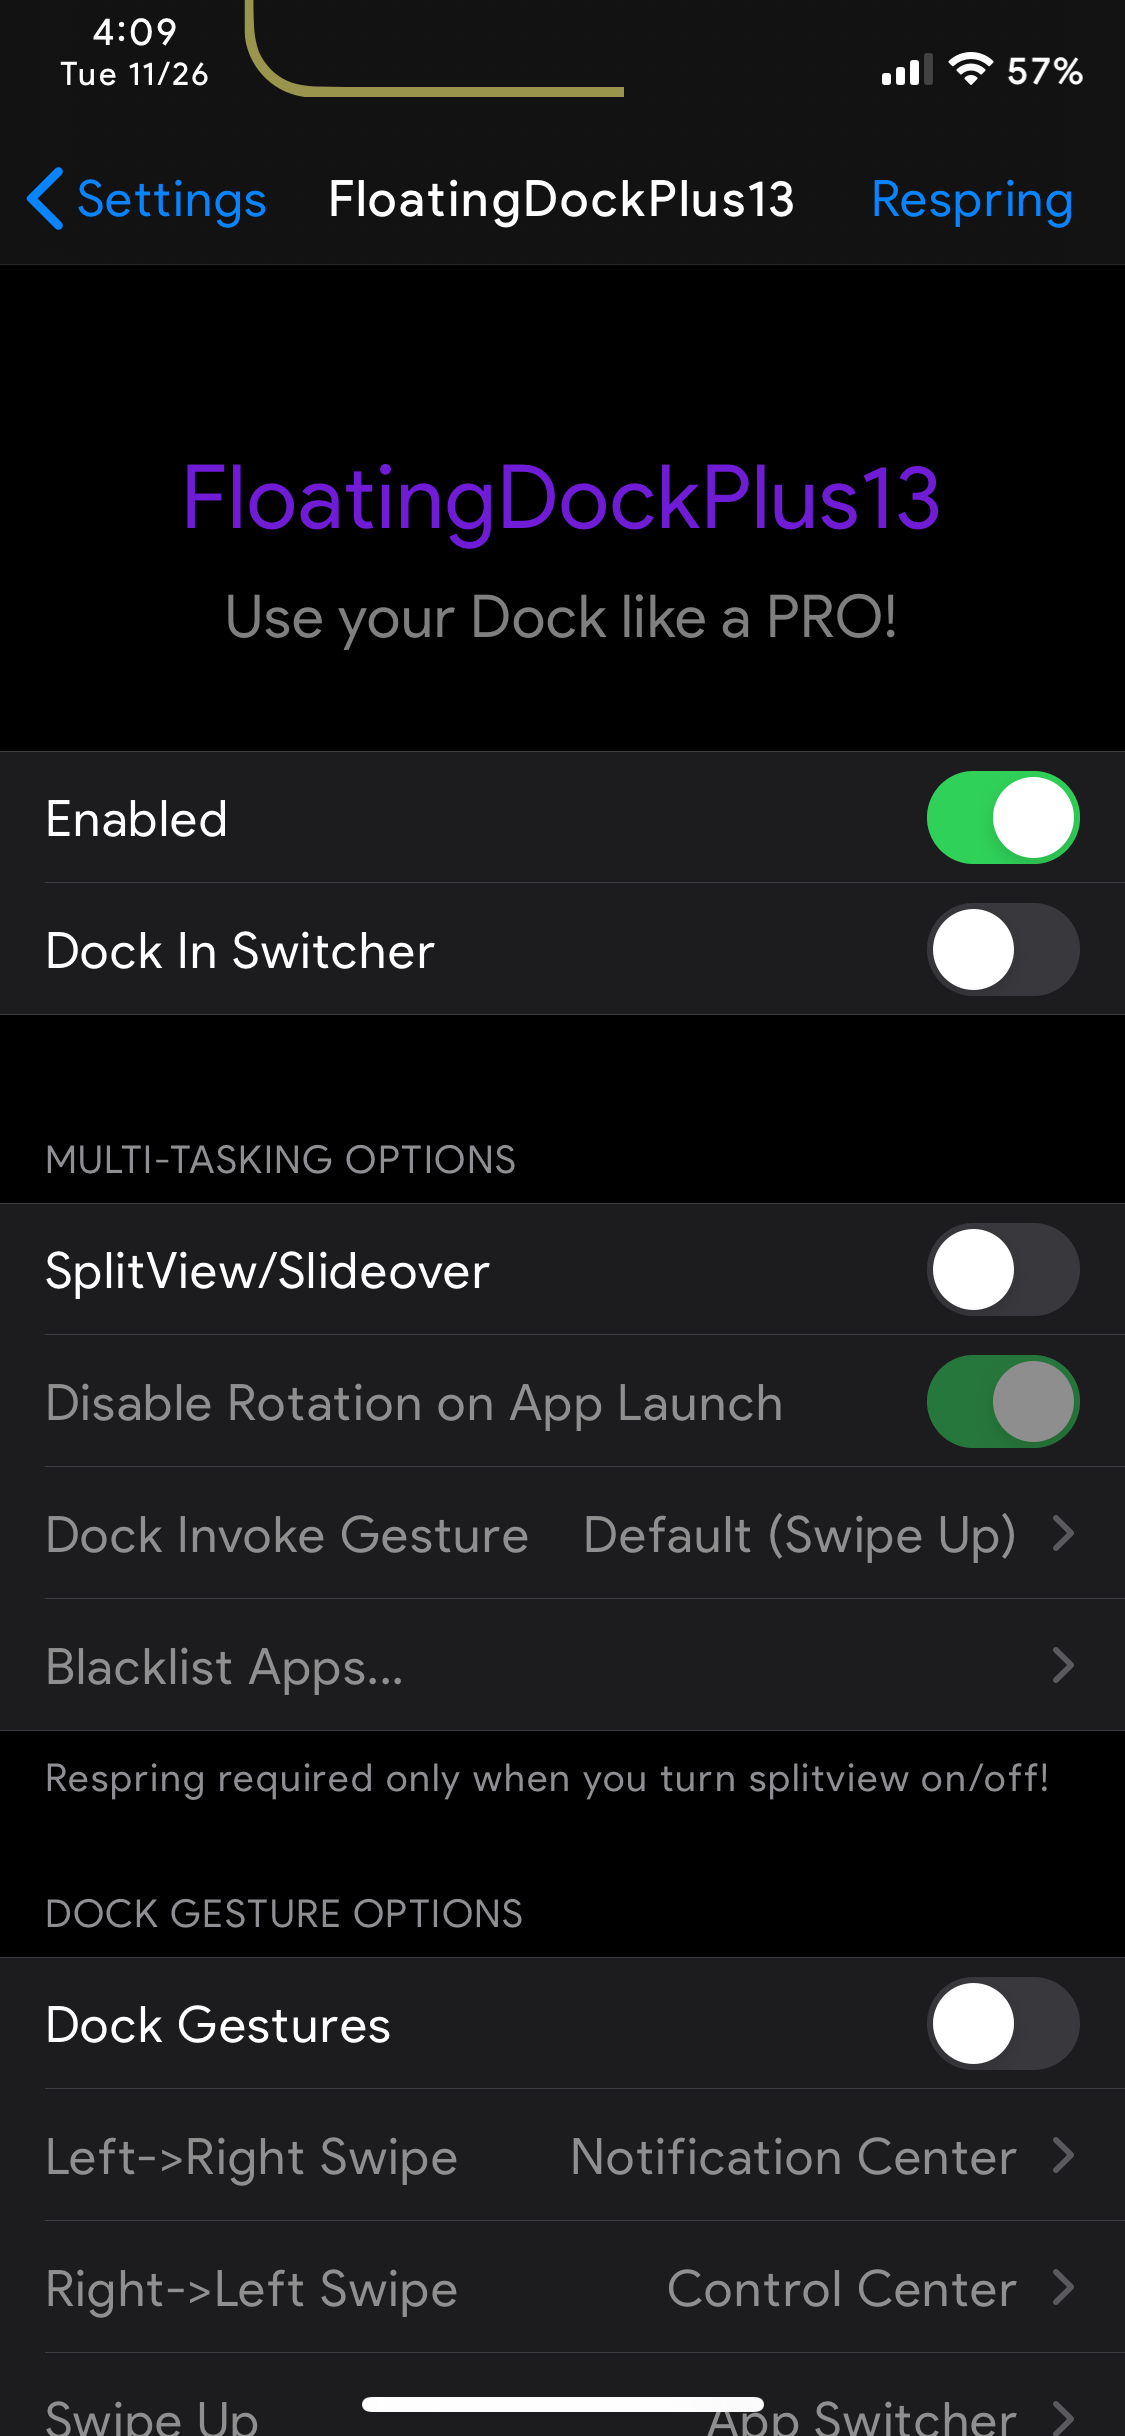 4:09
Tue 11/26
57%
Settings
FloatingDockPlus13
Respring
FloatingDockPlus13
Use your Dock like a PRO!
Enabled
Dock In Switcher
MULTI-TASKING OPTIONS
SplitView/Slideover
Disable Rotation on App Launch
Dock Invoke Gesture Default (Swipe Up)
Blacklist Apps...
Respring required only when you turn splitview on/off!
DOCK GESTURE OPTIONS
Dock Gestures
Left->Right Swipe Notification Center
Right->Left Swipe Control Center
Swipe Up App Switcher